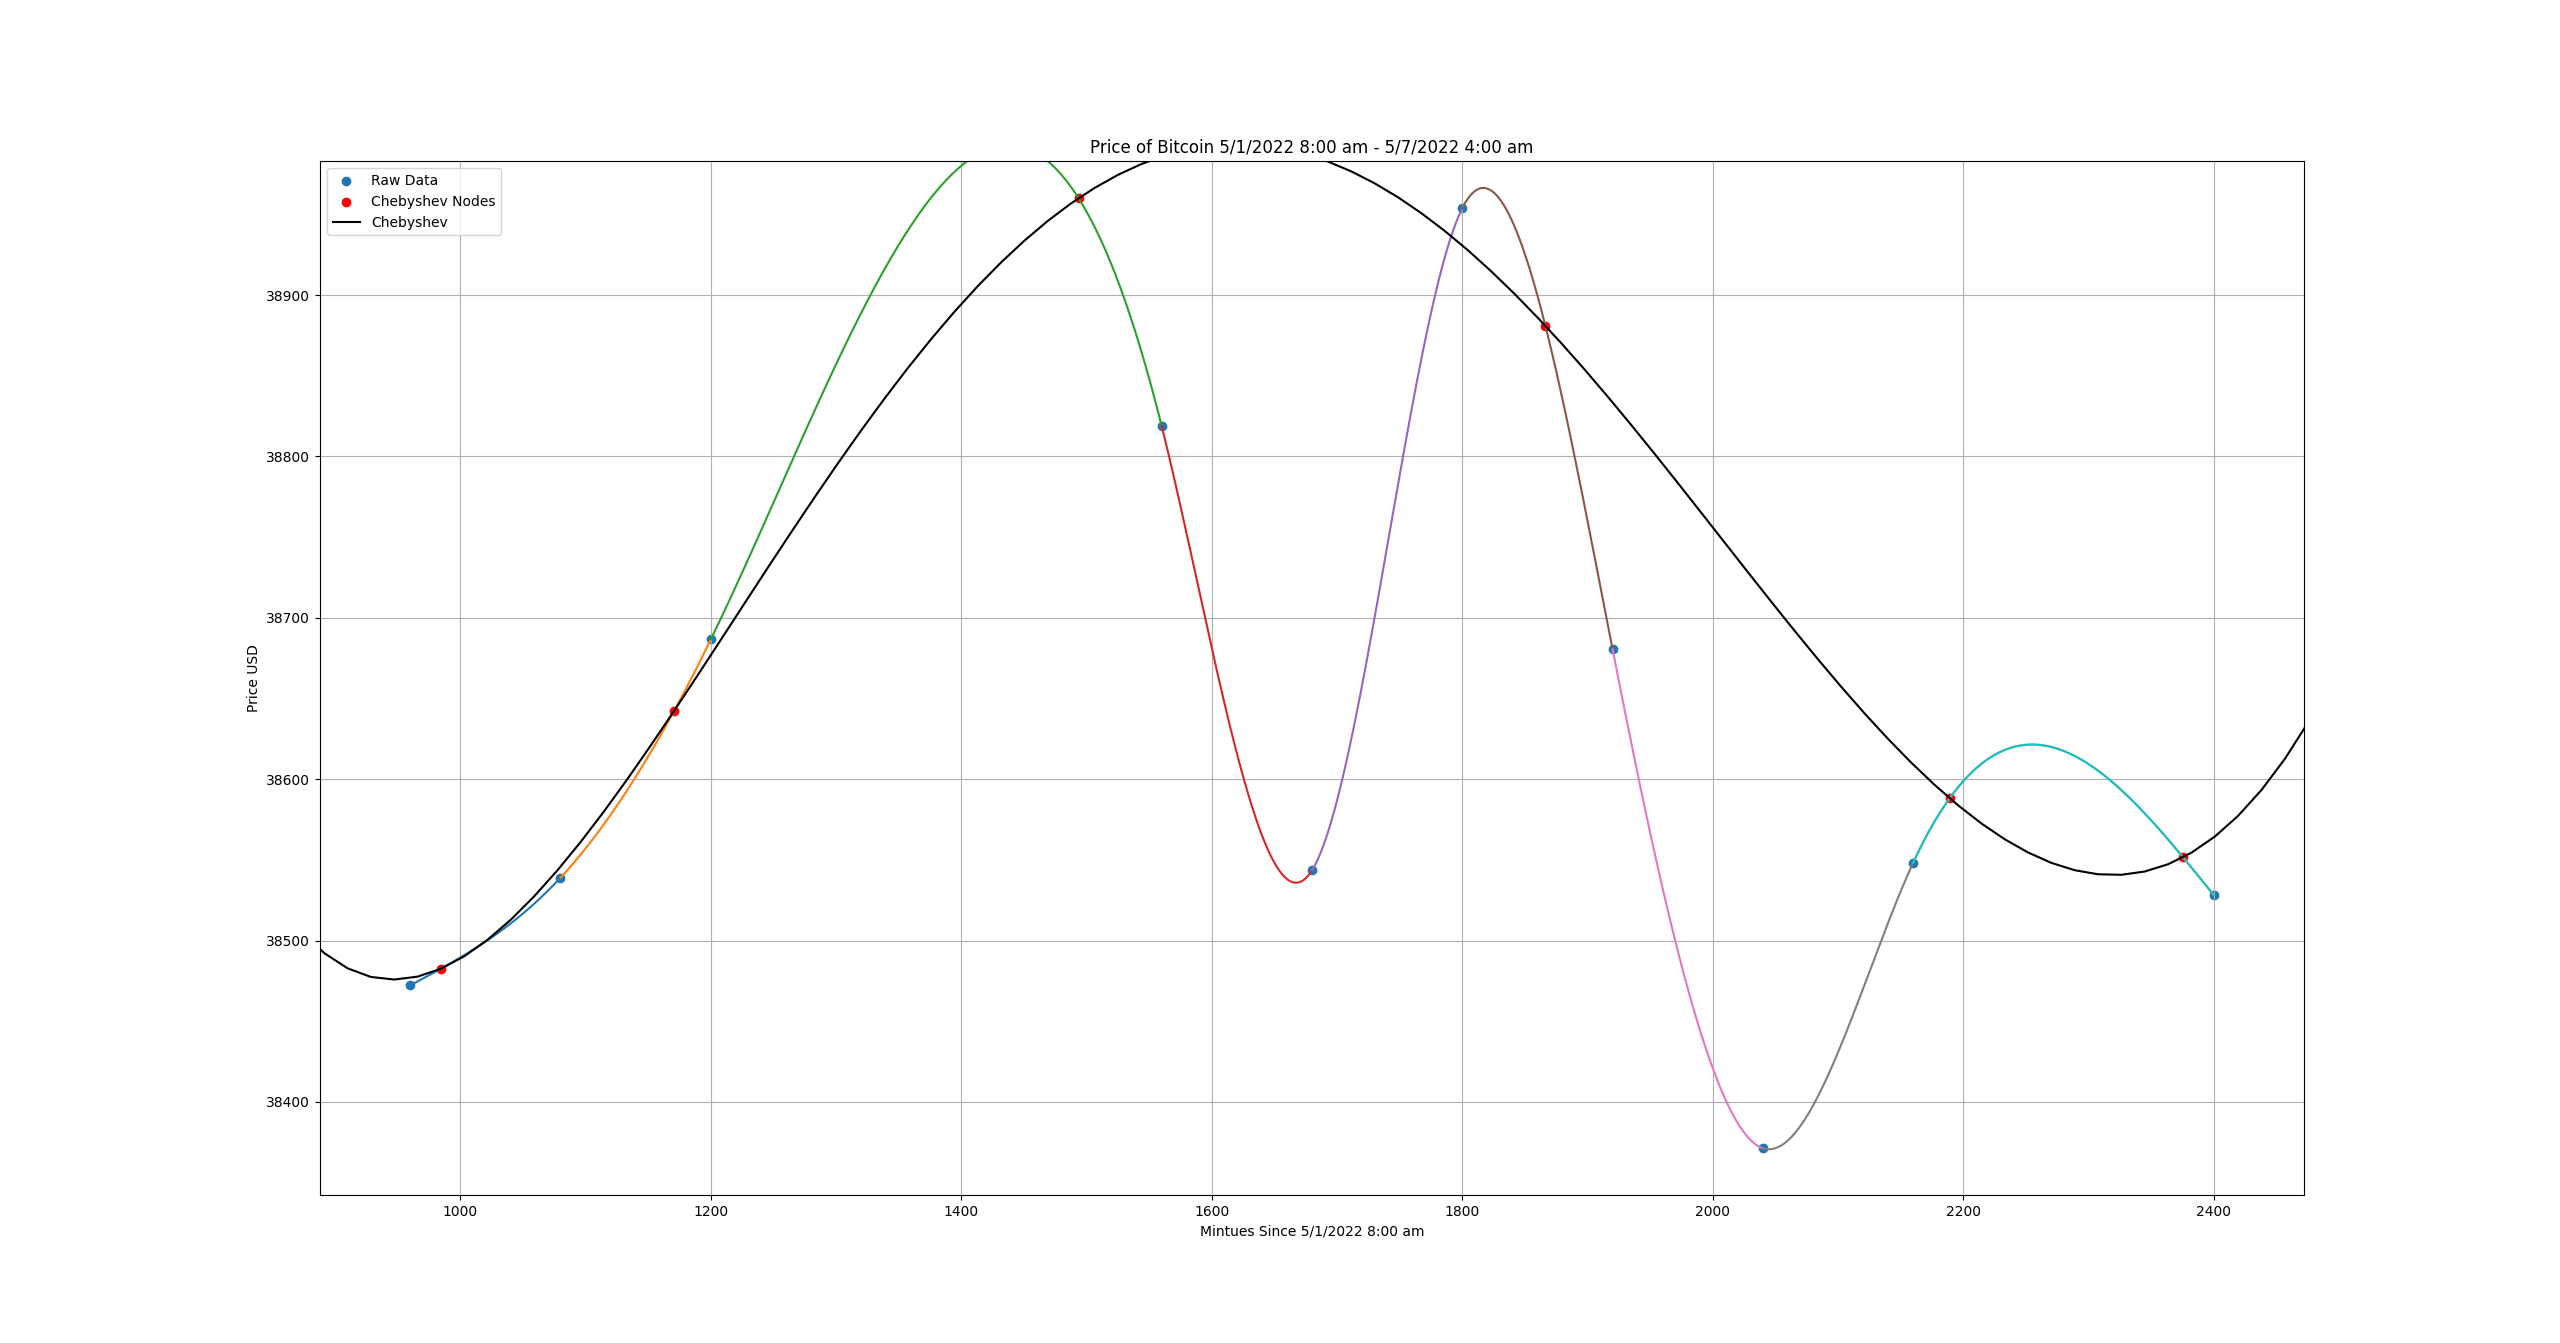 Price of Bitcoin 5/1/2022 8:00 am - 5/7/2022 4:00 am
Raw Data
Chebyshev Nodes
Chebyshev
38900
38800
38700
38600
38500
38400
Price USD
1000 1200 1400 1600 1800 2000 2200 2400
Mintues Since 5/1/2022 8:00 am